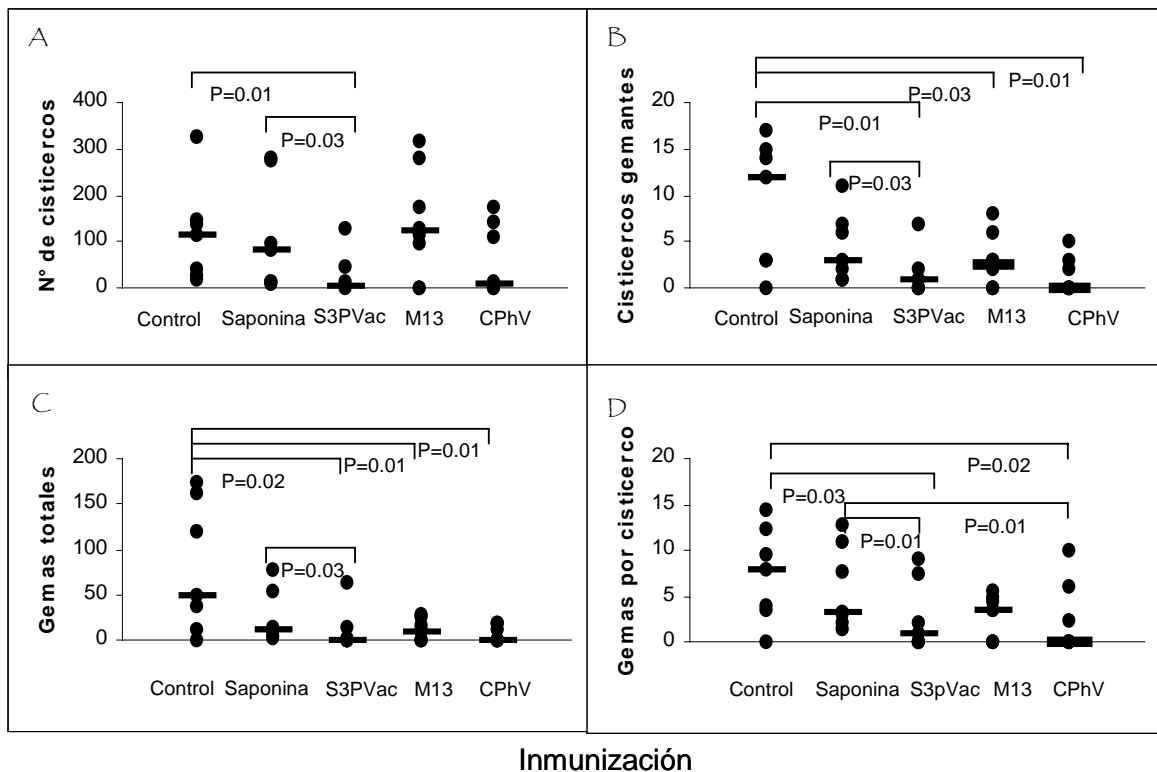 A
P=0.01
P=0.03
N° de cisticercos
400
300
200
100
0
Control Saponina S3PVac M13 CPhV
B
P=0.01
P=0.03
P=0.01
P=0.03
Cisticercos gemantes
20
15
10
5
0
Control Saponina S3PVac M13 CPhV
C
P=0.01
P=0.01
P=0.02
P=0.03
Gemas totales
200
150
100
50
0
Control Saponina S3PVac M13 CPhV
D
P=0.02
P=0.03
P=0.01
P=0.01
Gemas por cisticerco
20
15
10
5
0
Control Saponina S3pVac M13 CPhV
Inmunización